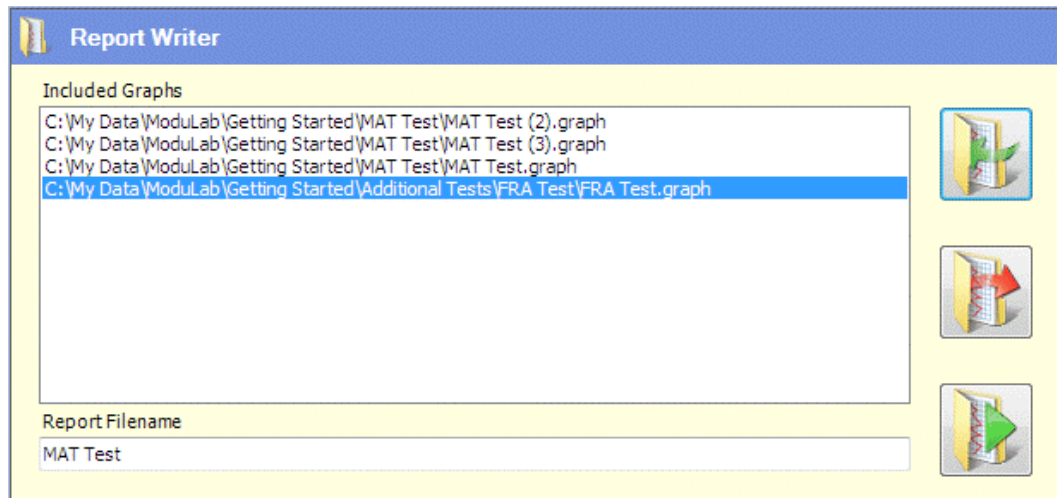 Report Writer
Included Graphs
C:\My Data\ModuLab\Getting Started\MAT Test\MAT Test (2).graph
C:\My Data\ModuLab\Getting Started\MAT Test\MAT Test (3).graph
C:\My Data\ModuLab\Getting Started\MAT Test\MAT Test.graph
C:\My Data\ModuLab\Getting Started\Additional Tests\FRA Test\FRA Test.graph
Report Filename
MAT Test